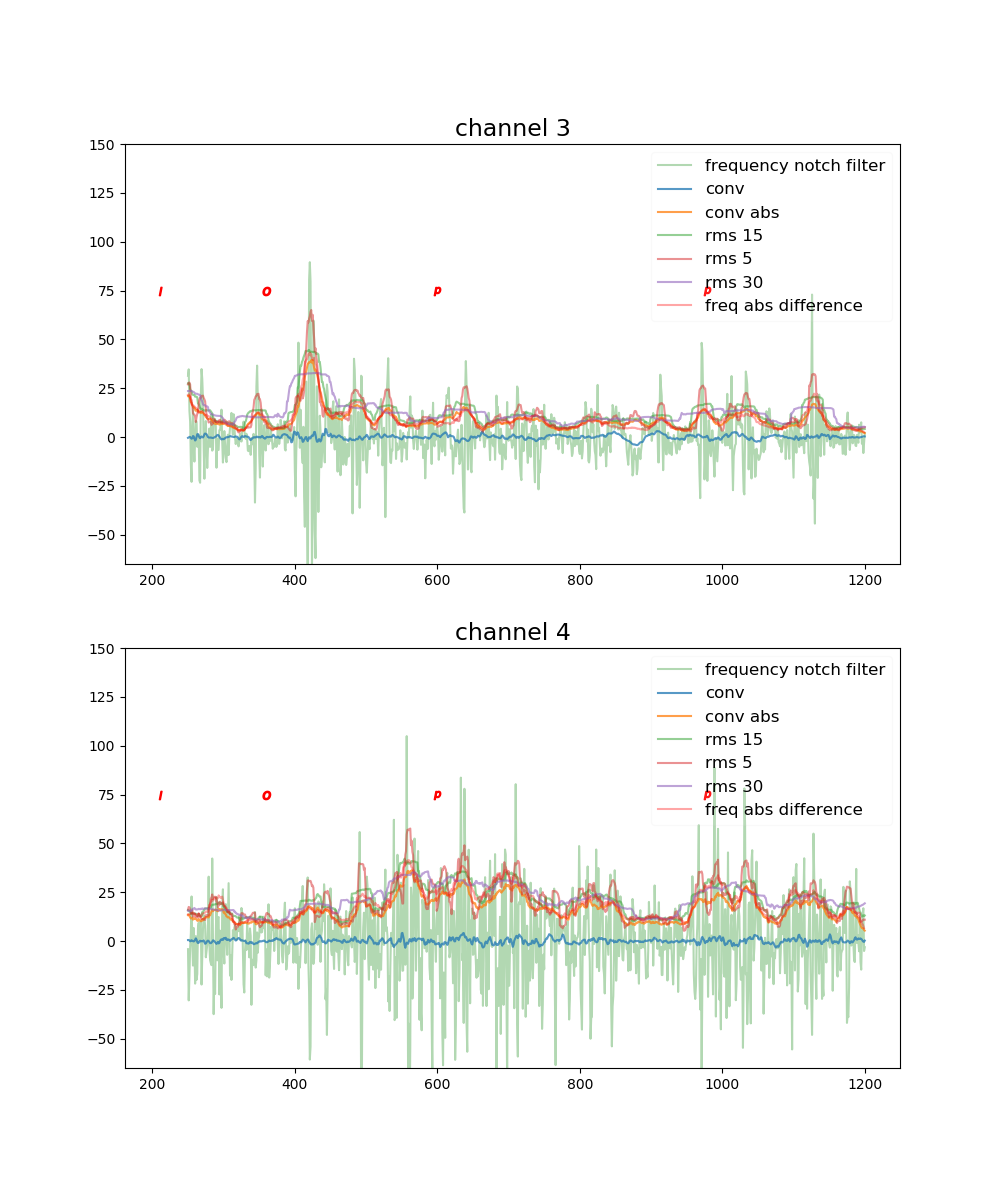 channel 3
150
125
100
75
50
25
0
−25
−50
frequency notch filter
conv
conv abs
rms 15
rms 5
rms 30
freq abs difference
I O P P
200 400 600 800 1000 1200
channel 4
150
125
100
75
50
25
0
−25
−50
frequency notch filter
conv
conv abs
rms 15
rms 5
rms 30
freq abs difference
I O P P
200 400 600 800 1000 1200